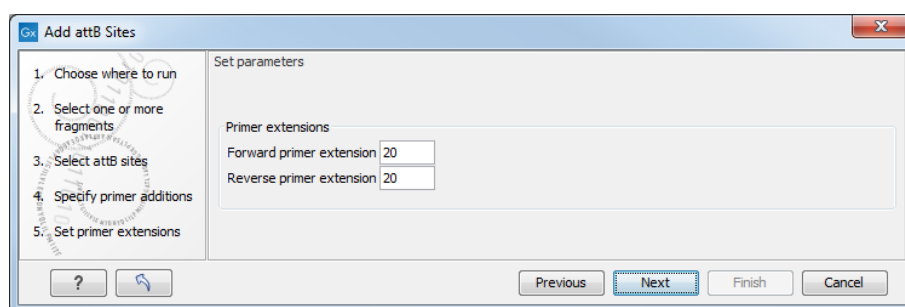 Gx Add attB Sites
X
1. Choose where to run
2. Select one or more
fragments
3. Select attB sites
4. Specify primer additions
5. Set primer extensions
Set parameters
Primer extensions
Forward primer extension 20
Reverse primer extension 20
?
Previous
Next
Finish
Cancel